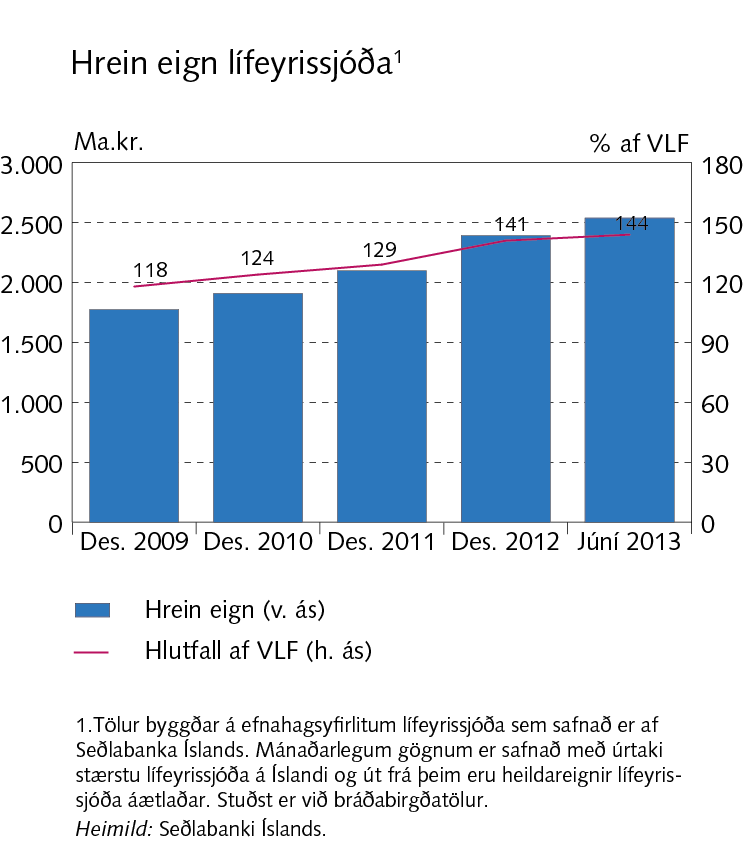 Hrein eign lífeyrissjóða1
Ma.kr. % af VLF
3.000 180
2.500 150
2.000 120
1.500 90
1.000 60
500 30
0 0
118 124 129 141 144
Des. 2009 Des. 2010 Des. 2011 Des. 2012 Júní 2013
Hrein eign (v. ás)
Hlutfall af VLF (h. ás)
1.Tölur byggðar á efnahagsyfirlitum lífeyrissjóða sem safnað er af
Seðlabanka Íslands. Mánaðarlegum gögnum er safnað með úrtaki
stærstu lífeyrissjóða á Íslandi og út frá þeim eru heildareignir lífeyris-
sjóða áætlaðar. Stuðst er við bráðabirgðatölur.
Heimild: Seðlabanki Íslands.